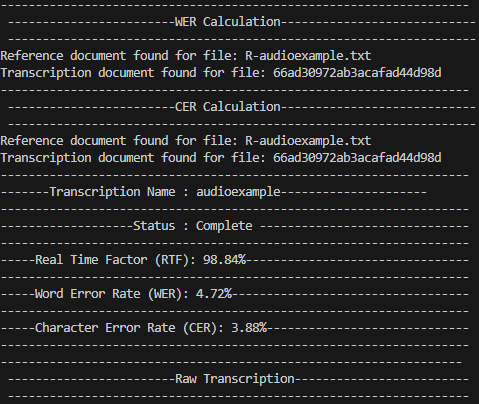 -------------------------------------------------------------------
 ------------------------WER Calculation----------------------------
 -------------------------------------------------------------------
Reference document found for file: R-audioexample.txt
Transcription document found for file: 66ad30972ab3acafad44d98d
-------------------------------------------------------------------
 ------------------------CER Calculation----------------------------
 -------------------------------------------------------------------
Reference document found for file: R-audioexample.txt
Transcription document found for file: 66ad30972ab3acafad44d98d
-------------------------------------------------------------------
-------Transcription Name : audioexample---------------------
-------------------------------------------------------------------
-------------------Status : Complete ------------------------------
-------------------------------------------------------------------
-----Real Time Factor (RTF): 98.84%--------------------------------
-------------------------------------------------------------------
-----Word Error Rate (WER): 4.72%----------------------------------
-------------------------------------------------------------------
-----Character Error Rate (CER): 3.88%-----------------------------
-------------------------------------------------------------------
------------------------------------------------------------------
 ------------------------Raw Transcription-------------------------
 ------------------------------------------------------------------